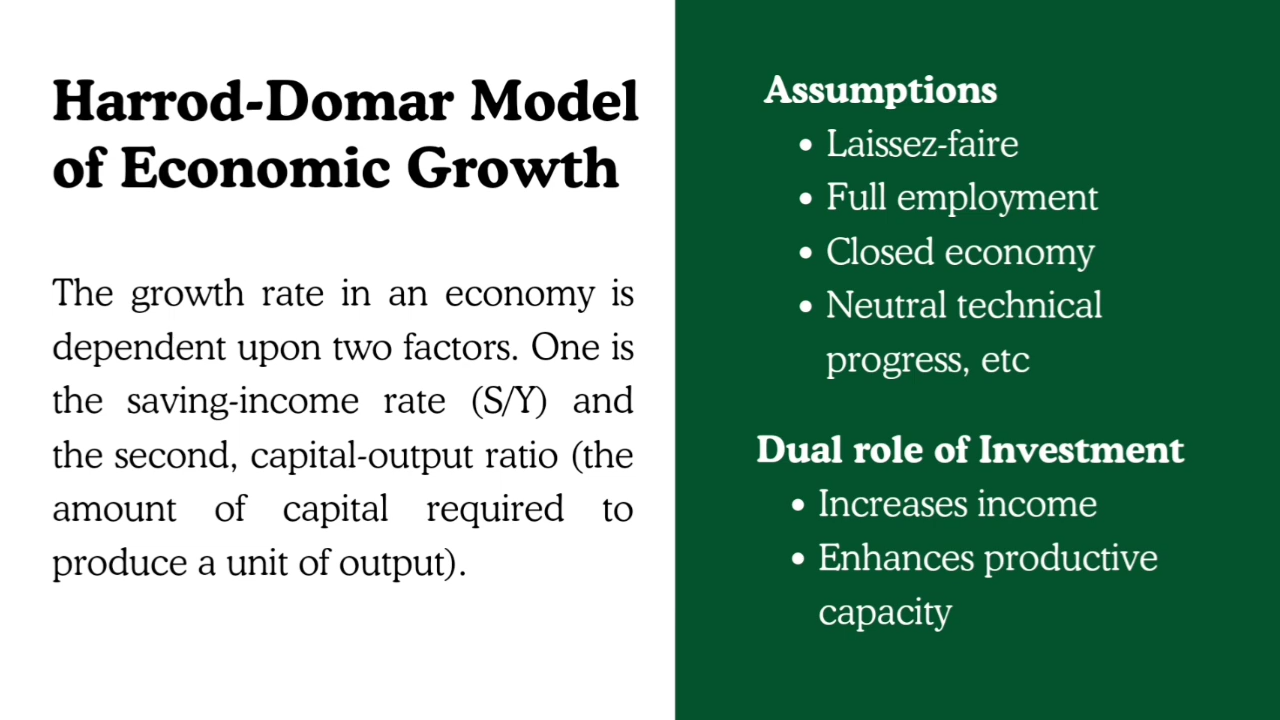 Harrod-Domar Model
of Economic Growth
The growth rate in an economy is
dependent upon two factors. One is
the saving-income rate (S/Y) and
the second, capital-output ratio (the
amount of capital required to
produce a unit of output).
Assumptions
• Laissez-faire
• Full employment
• Closed economy
• Neutral technical
progress, etc
Dual role of Investment
• Increases income
• Enhances productive
capacity